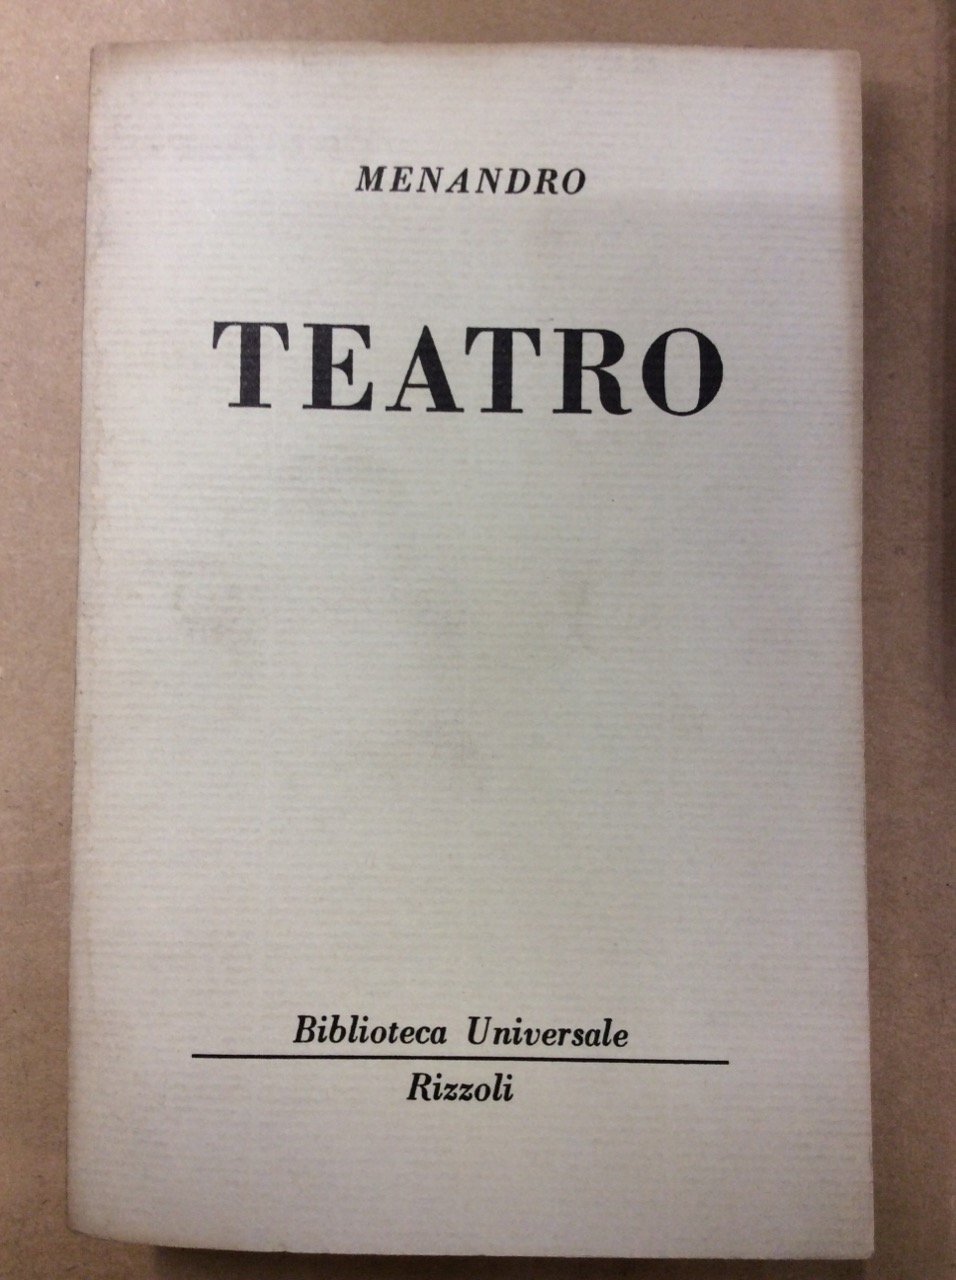 MENANDRO
TEATRO
Biblioteca Universale
Rizzoli